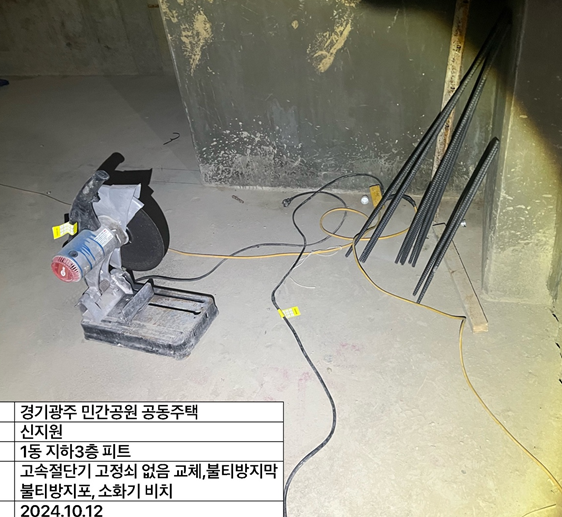 경기광주 민간공원 공동주택
신지원
1동 지하3층 피트
고속절단기 고정쇠 없음 교체,불티방지막
불티방지포, 소화기 비치
2024.10.12